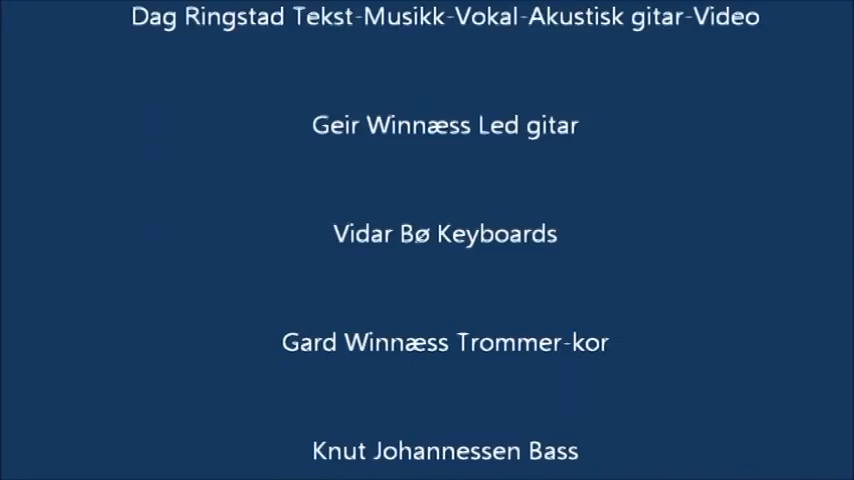 Dag Ringstad Tekst-Musikk-Vokal-Akustisk gitar-Video
Geir Winnæss Led gitar
Vidar Bø Keyboards
Gard Winnæss Trommer-kor
Knut Johannessen Bass